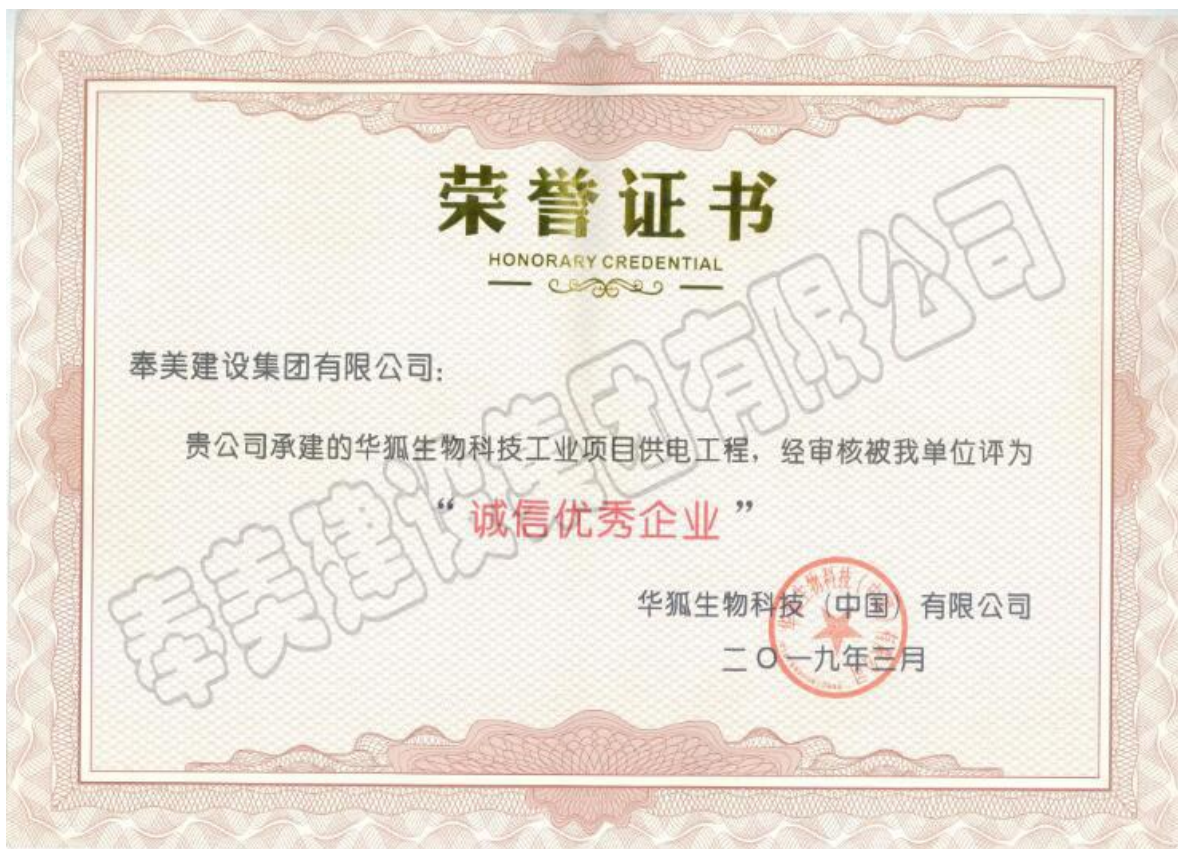 荣誉证书
HONORARY CREDENTIAL
奉美建设集团有限公司：
贵公司承建的华狐生物科技工业项目供电工程，经审核被我单位评为
“诚信优秀企业”
华狐生物科技（中国）有限公司
二〇一九年三月
奉美建设集团有限公司